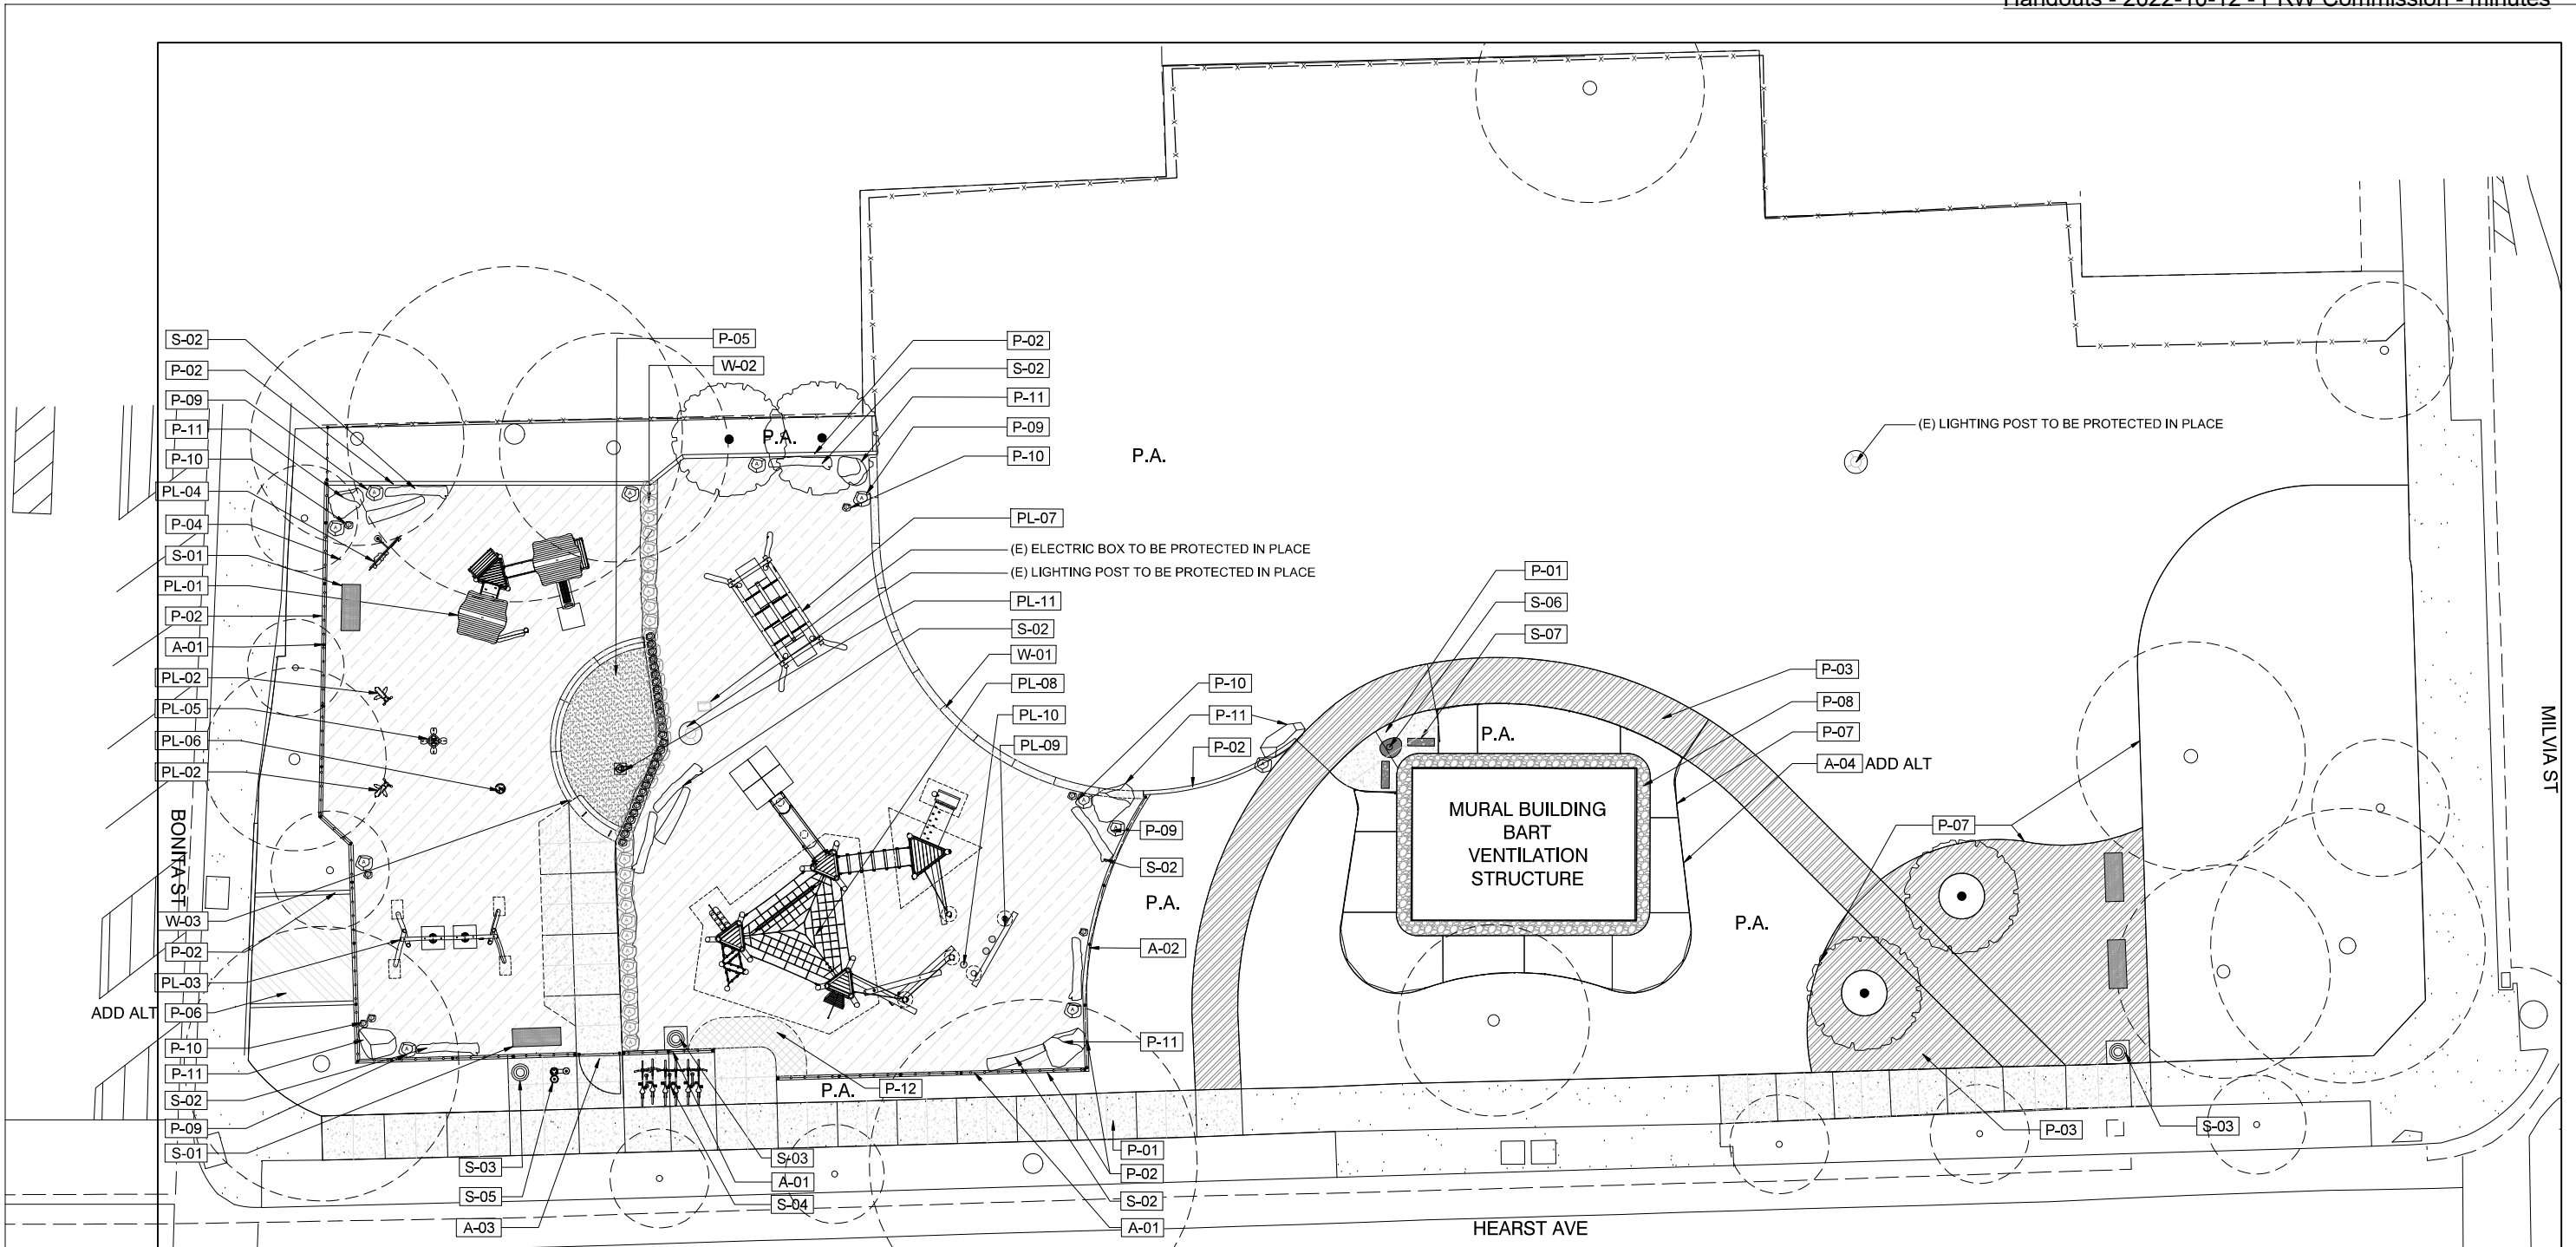 Handouts - 2022-10-12 - PRW Commission - minutes
S-02
P-02
P-09
P-11
P-10
PL-04
P-04
S-01
PL-01
P-02
A-01
PL-02
PL-05
PL-06
PL-02
BONITA ST
W-03
P-02
PL-03
ADD ALT P-06
P-10
P-11
S-02
P-09
S-01
P-05
W-02
P.A.
P-02
S-02
P-11
P-09
P-10
PL-07
(E) ELECTRIC BOX TO BE PROTECTED IN PLACE
(E) LIGHTING POST TO BE PROTECTED IN PLACE
PL-11
S-02
W-01
PL-08
PL-10
PL-09
P.A.
P-10
P-11
P-02
P-09
S-02
P.A.
A-02
P-11
P.A.
P-12
S-03
S-05
A-03
S-03
A-01
S-04
P-01
P-02
S-02
A-01
(E) LIGHTING POST TO BE PROTECTED IN PLACE
P-01
S-06
S-07
P-03
P-08
P-07
A-04 ADD ALT
P.A.
MURAL BUILDING
BART
VENTILATION
STRUCTURE
P.A.
P-07
P-03
S-03
MILVIA ST
HEARST AVE